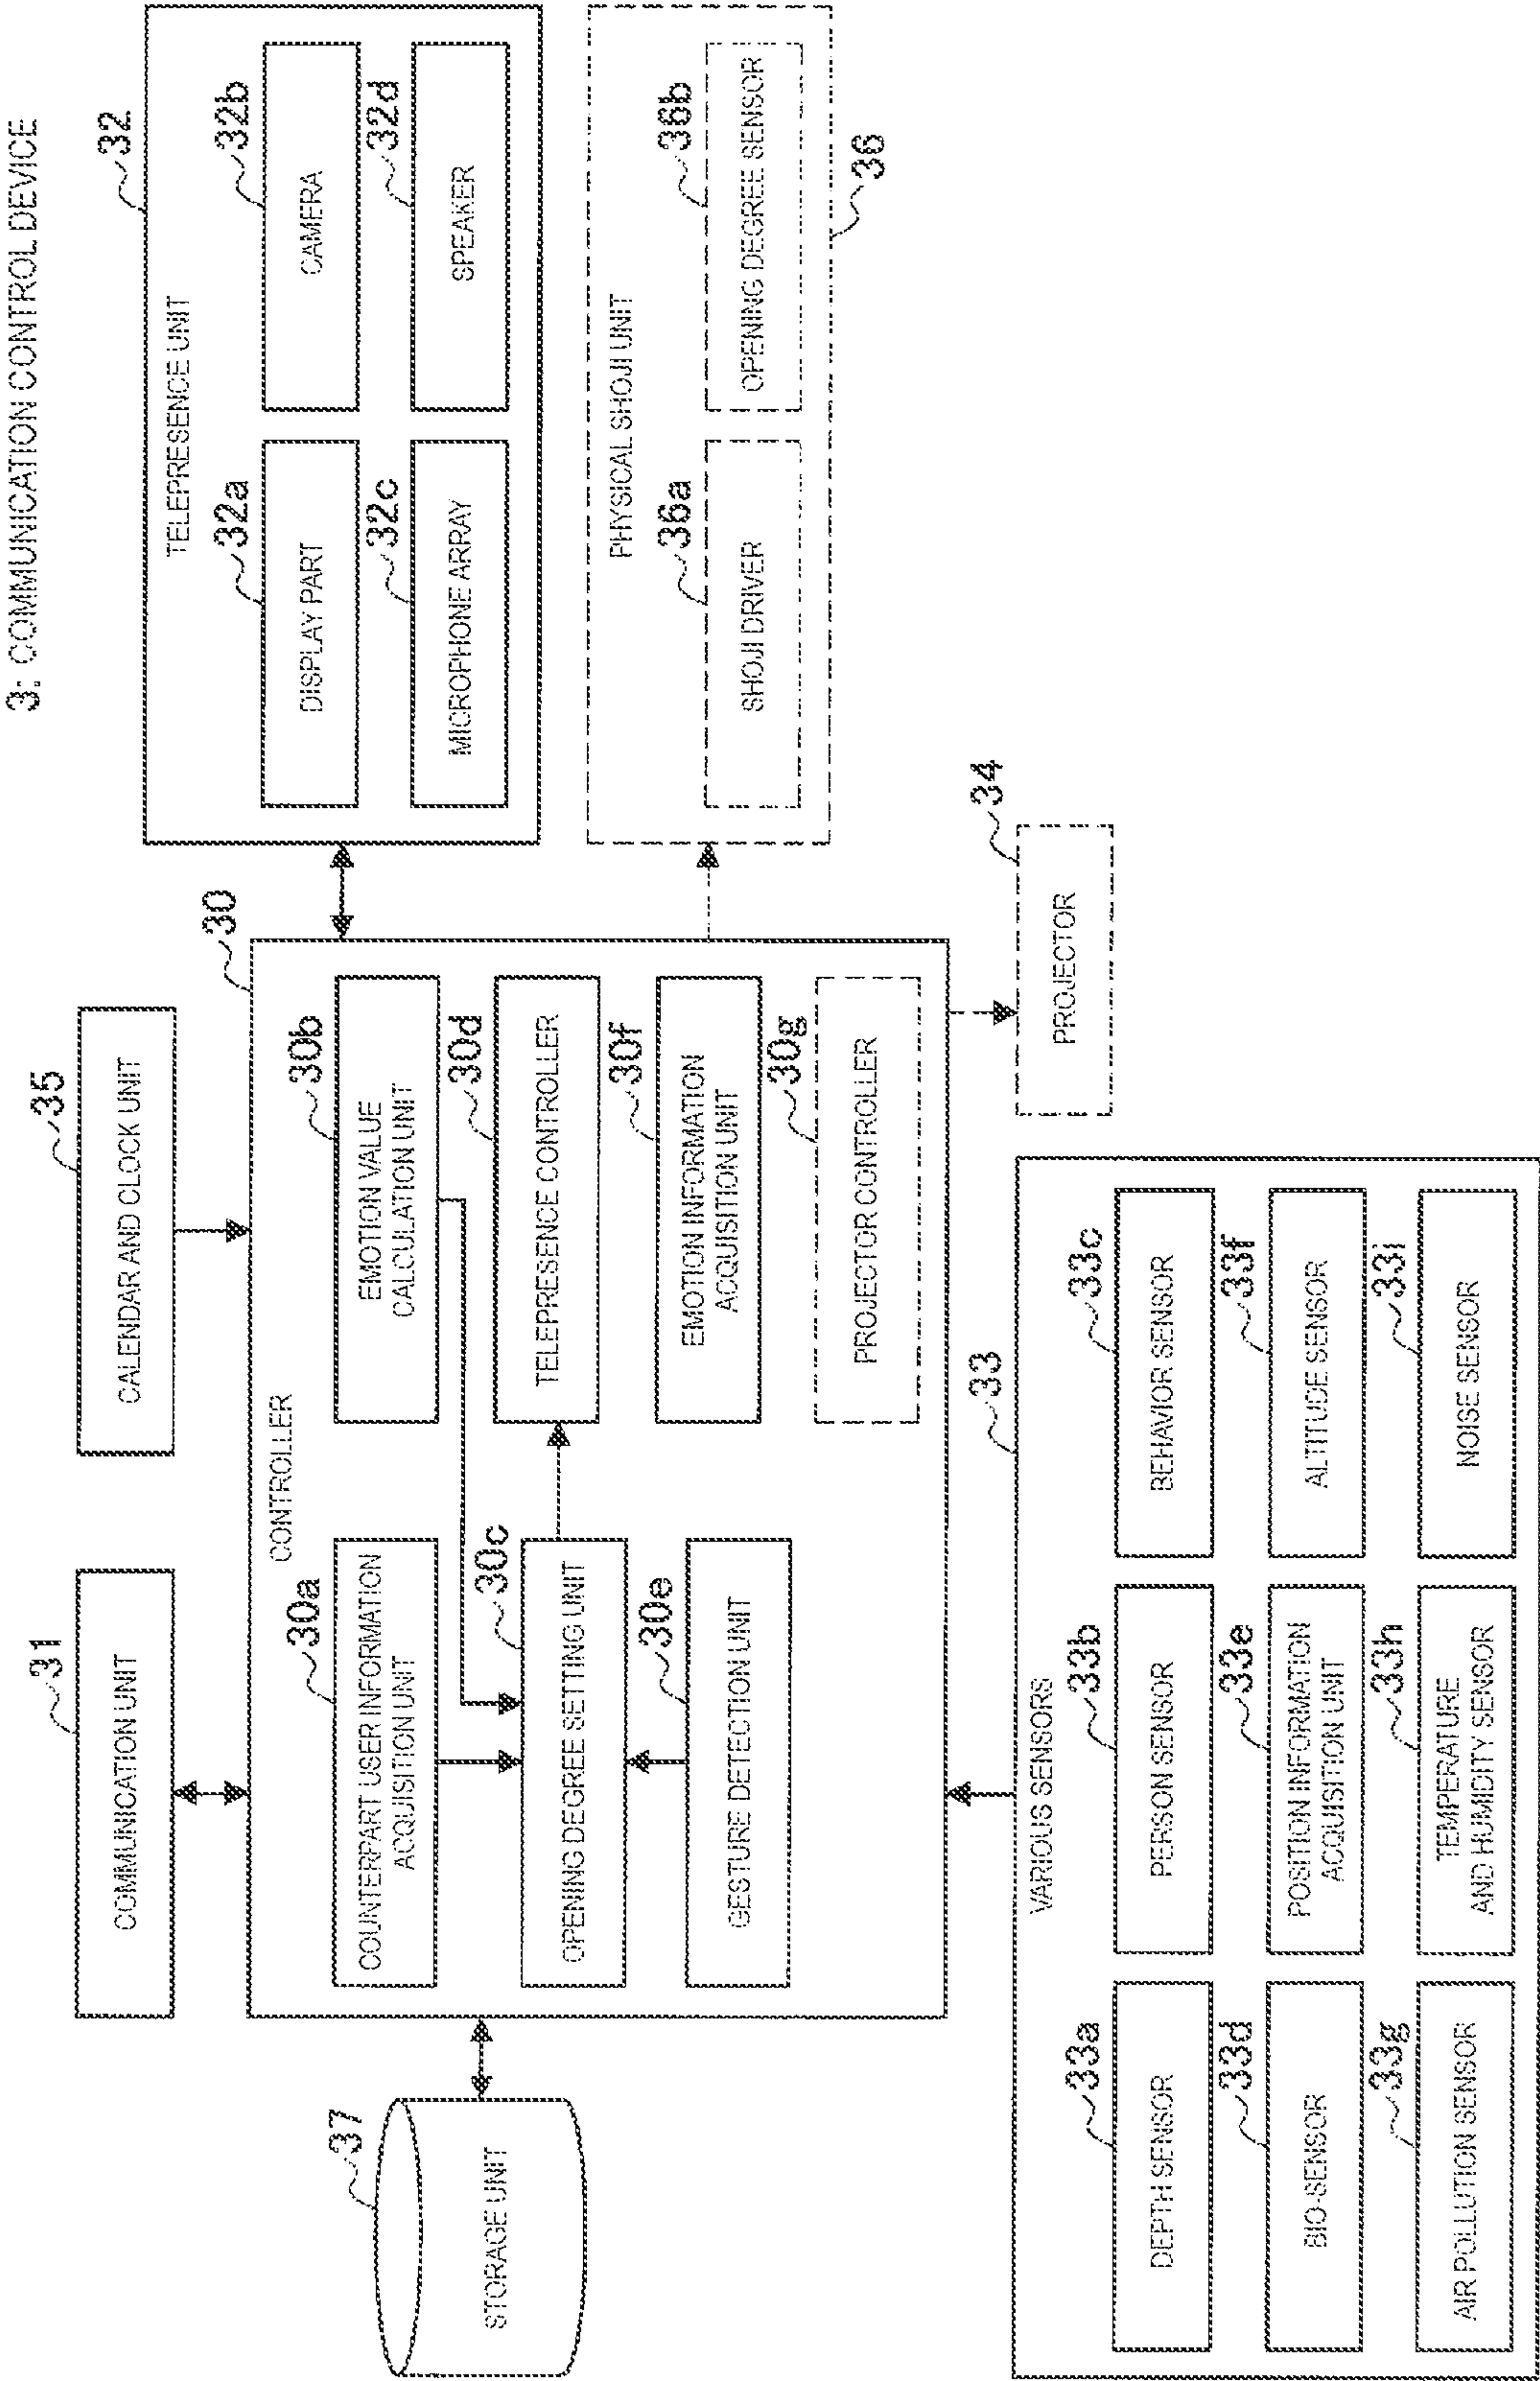 3: COMMUNICATION CONTROL DEVICE
31
COMMUNICATION UNIT
35
CALENDAR AND CLOCK UNIT
37
STORAGE UNIT
30
CONTROLLER
30a
COUNTERPART USER INFORMATION
ACQUISITION UNIT
30b
EMOTION VALUE
CALCULATION UNIT
30c
OPENING DEGREE SETTING UNIT
30d
TELEPRESENCE CONTROLLER
30e
GESTURE DETECTION UNIT
30f
EMOTION INFORMATION
ACQUISITION UNIT
30g
PROJECTOR CONTROLLER
32
TELEPRESENCE UNIT
32a
DISPLAY PART
32b
CAMERA
32c
MICROPHONE ARRAY
32d
SPEAKER
PHYSICAL SHOJI UNIT
36a
SHOJI DRIVER
36b
OPENING DEGREE SENSOR
36
34
PROJECTOR
33
VARIOUS SENSORS
33a
DEPTH SENSOR
33b
PERSON SENSOR
33c
BEHAVIOR SENSOR
33d
BIO-SENSOR
33e
POSITION INFORMATION
ACQUISITION UNIT
33f
ALTITUDE SENSOR
33g
AIR POLLUTION SENSOR
33h
TEMPERATURE
AND HUMIDITY SENSOR
33i
NOISE SENSOR